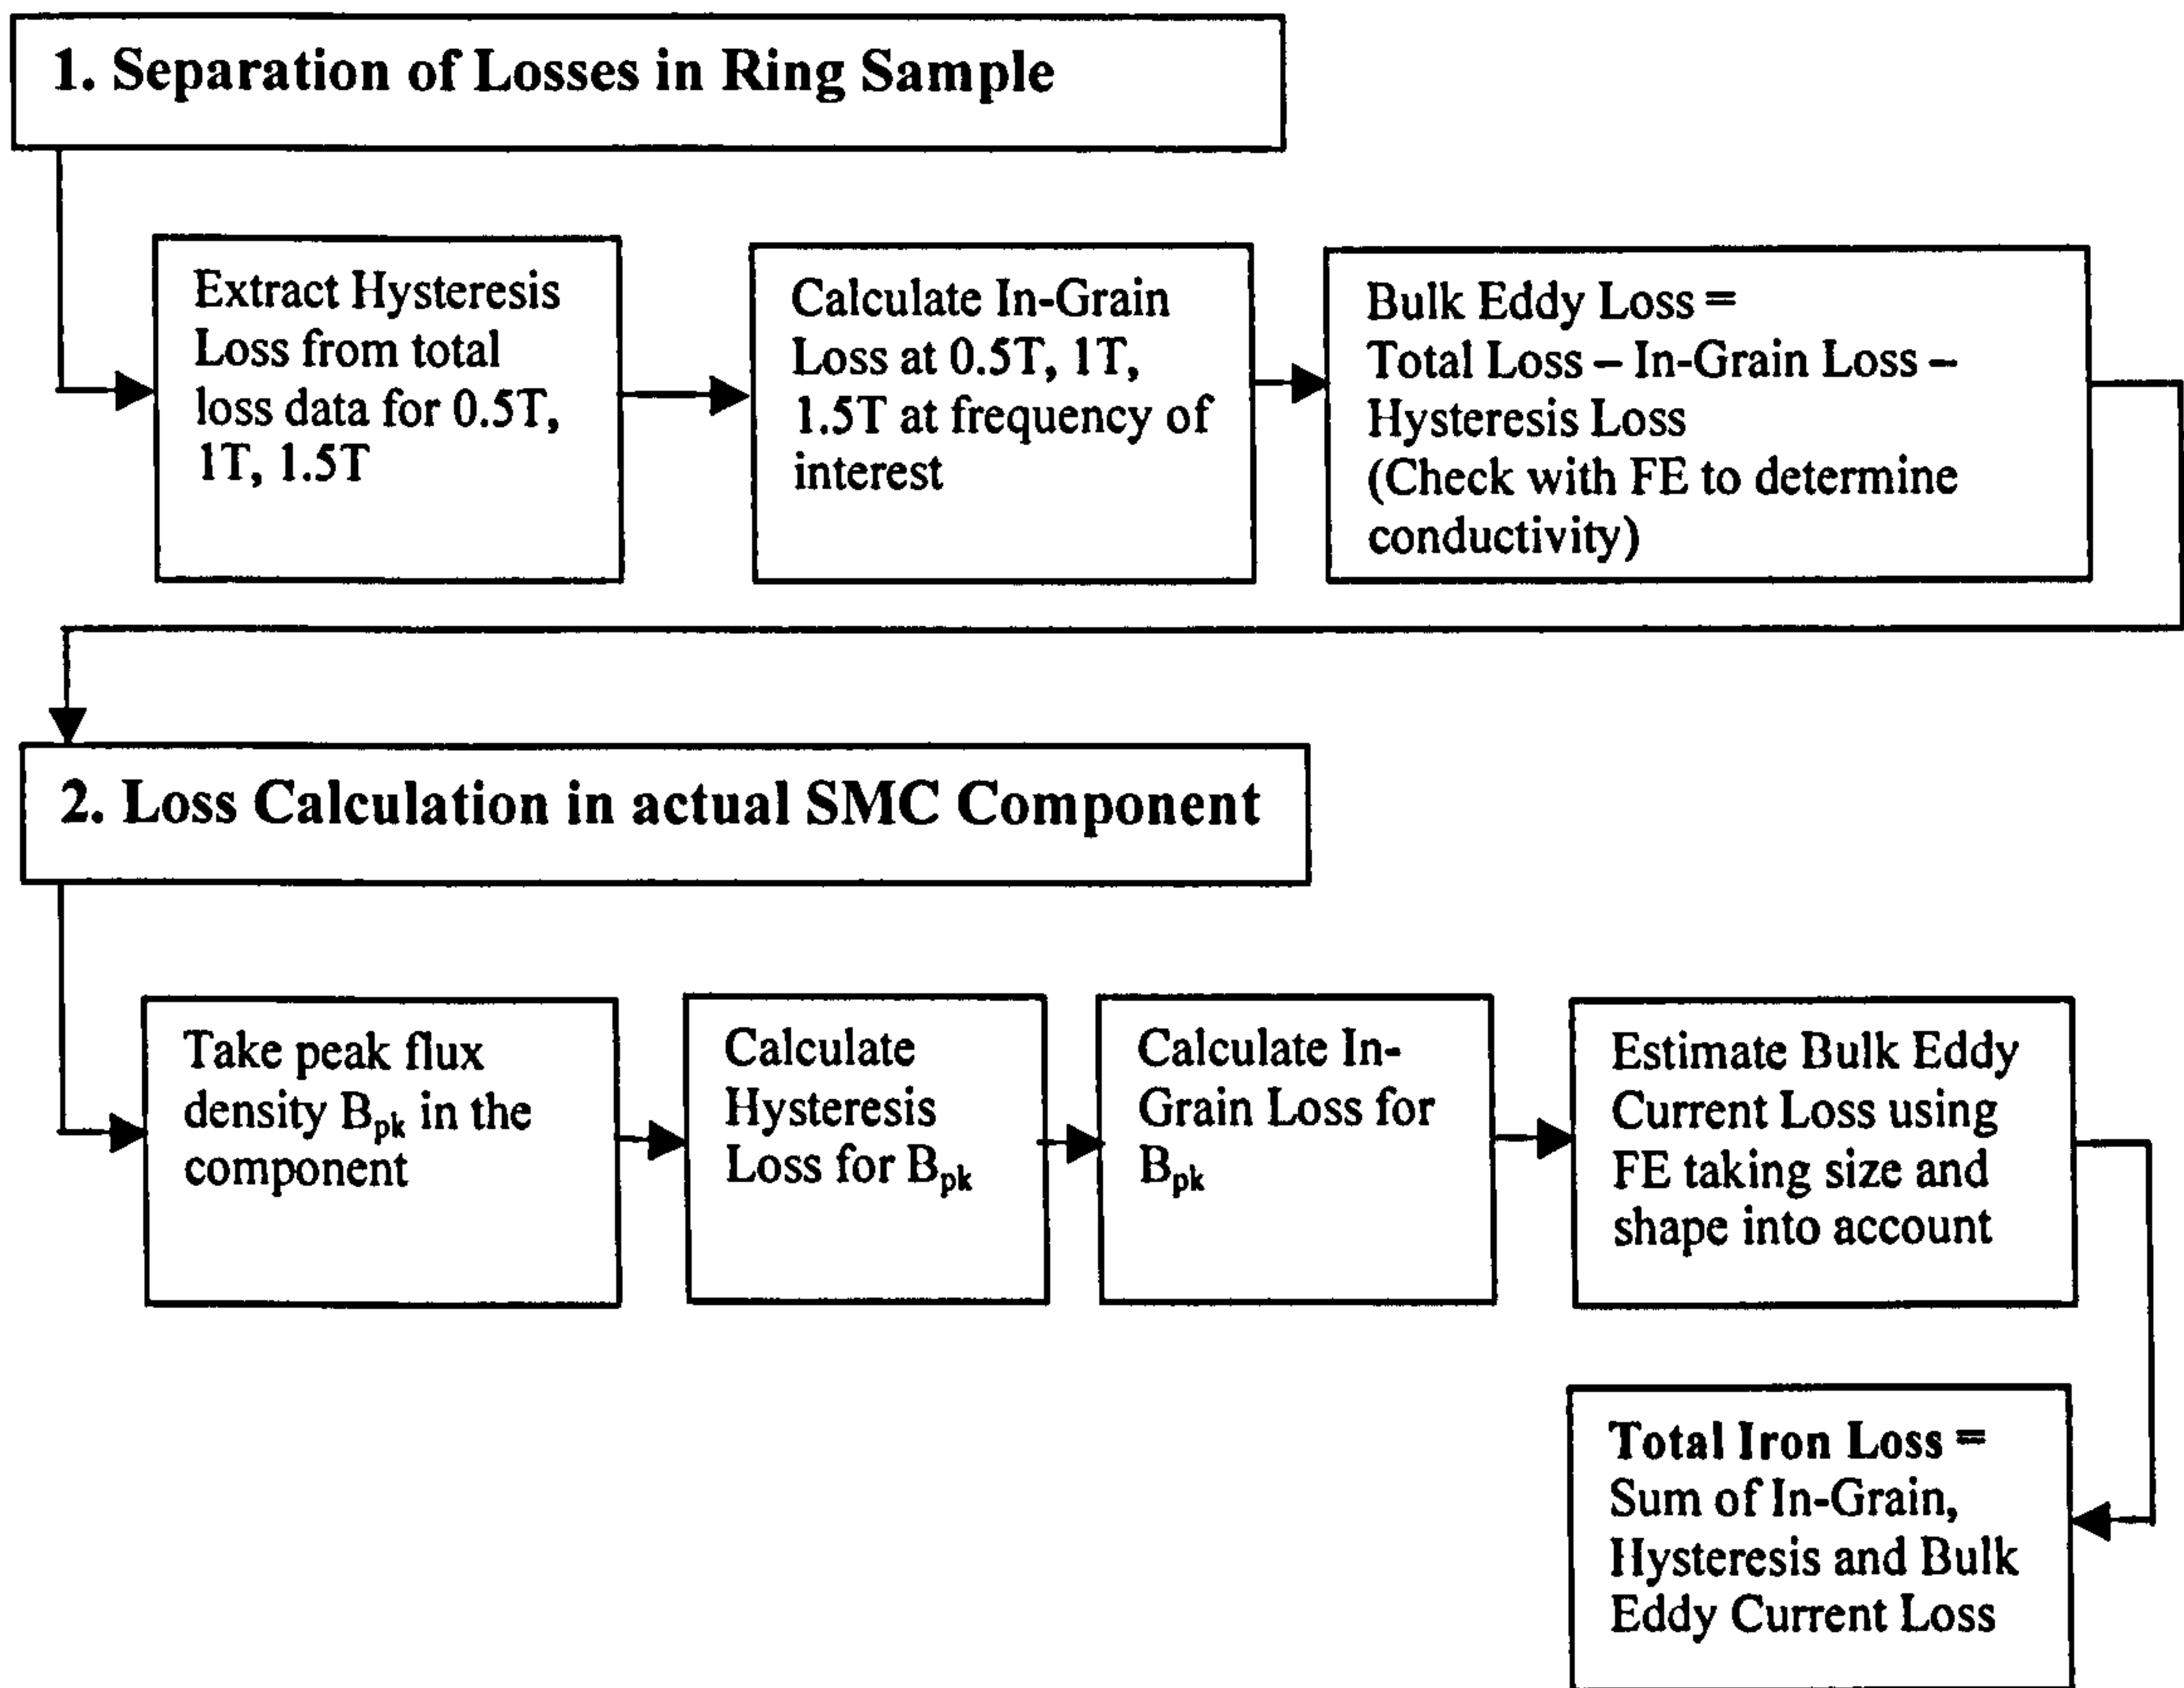 1. Separation of Losses in Ring Sample
Extract Hysteresis
Loss from total
loss data for 0.5T,
1T, 1.5T
Calculate In-Grain
Loss at 0.5T, 1T,
1.5T at frequency of
interest
Bulk Eddy Loss =
Total Loss – In-Grain Loss –
Hysteresis Loss
(Check with FE to determine
conductivity)
2. Loss Calculation in actual SMC Component
Take peak flux
density Bpk in the
component
Calculate
Hysteresis
Loss for Bpk
Calculate In-
Grain Loss for
Bpk
Estimate Bulk Eddy
Current Loss using
FE taking size and
shape into account
Total Iron Loss =
Sum of In-Grain,
Hysteresis and Bulk
Eddy Current Loss